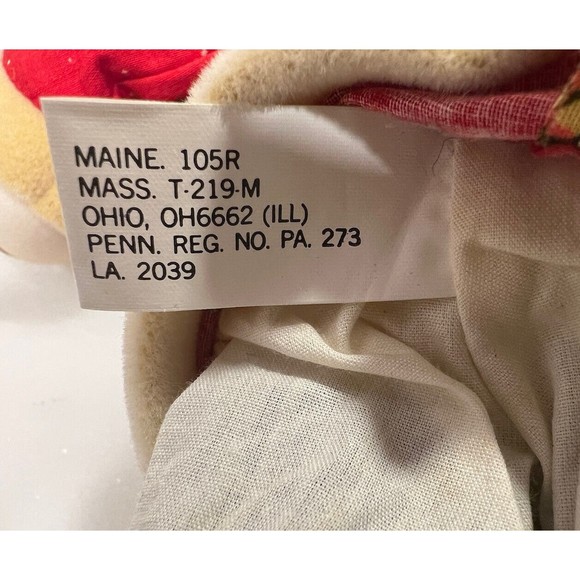 MAINE. 105R
MASS. T-219-M
OHIO, OH6662 (ILL)
PENN. REG. NO. PA. 273
LA. 2039